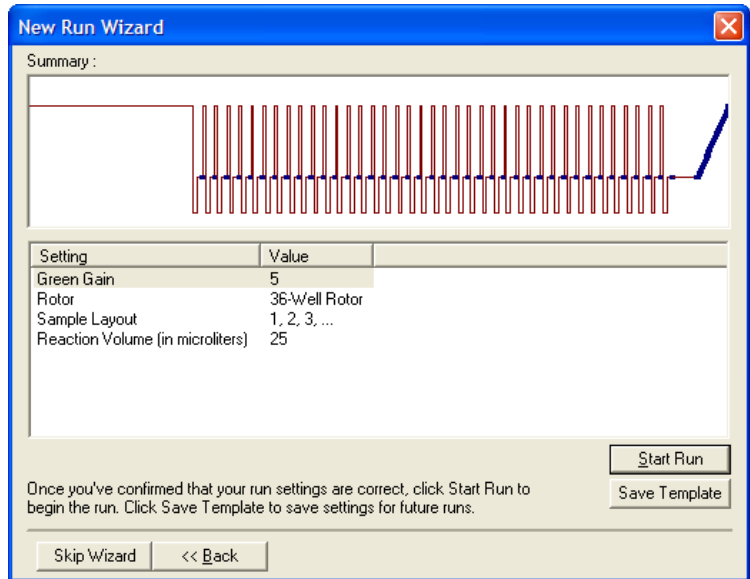 New Run Wizard
Summary :
Setting Value
Green Gain 5
Rotor 36-Well Rotor
Sample Layout 1, 2, 3, ...
Reaction Volume (in microliters) 25
Start Run
Once you've confirmed that your run settings are correct, click Start Run to
begin the run. Click Save Template to save settings for future runs.
Save Template
Skip Wizard << Back